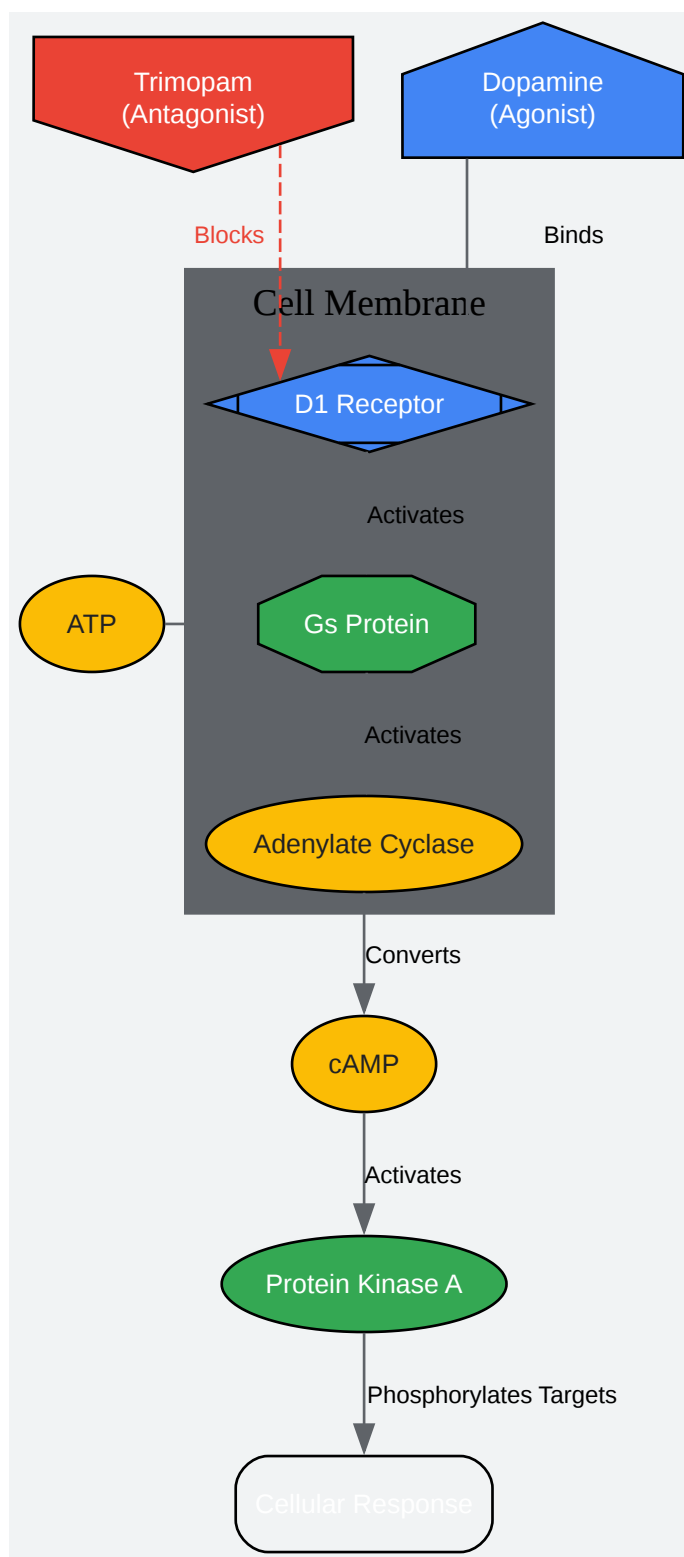 Trimopam
(Antagonist)
Dopamine
(Agonist)
Blocks
Binds
Cell Membrane
D1 Receptor
Activates
ATP
Gs Protein
Activates
Adenylate Cyclase
Converts
cAMP
Activates
Protein Kinase A
Phosphorylates Targets
Cellular Response